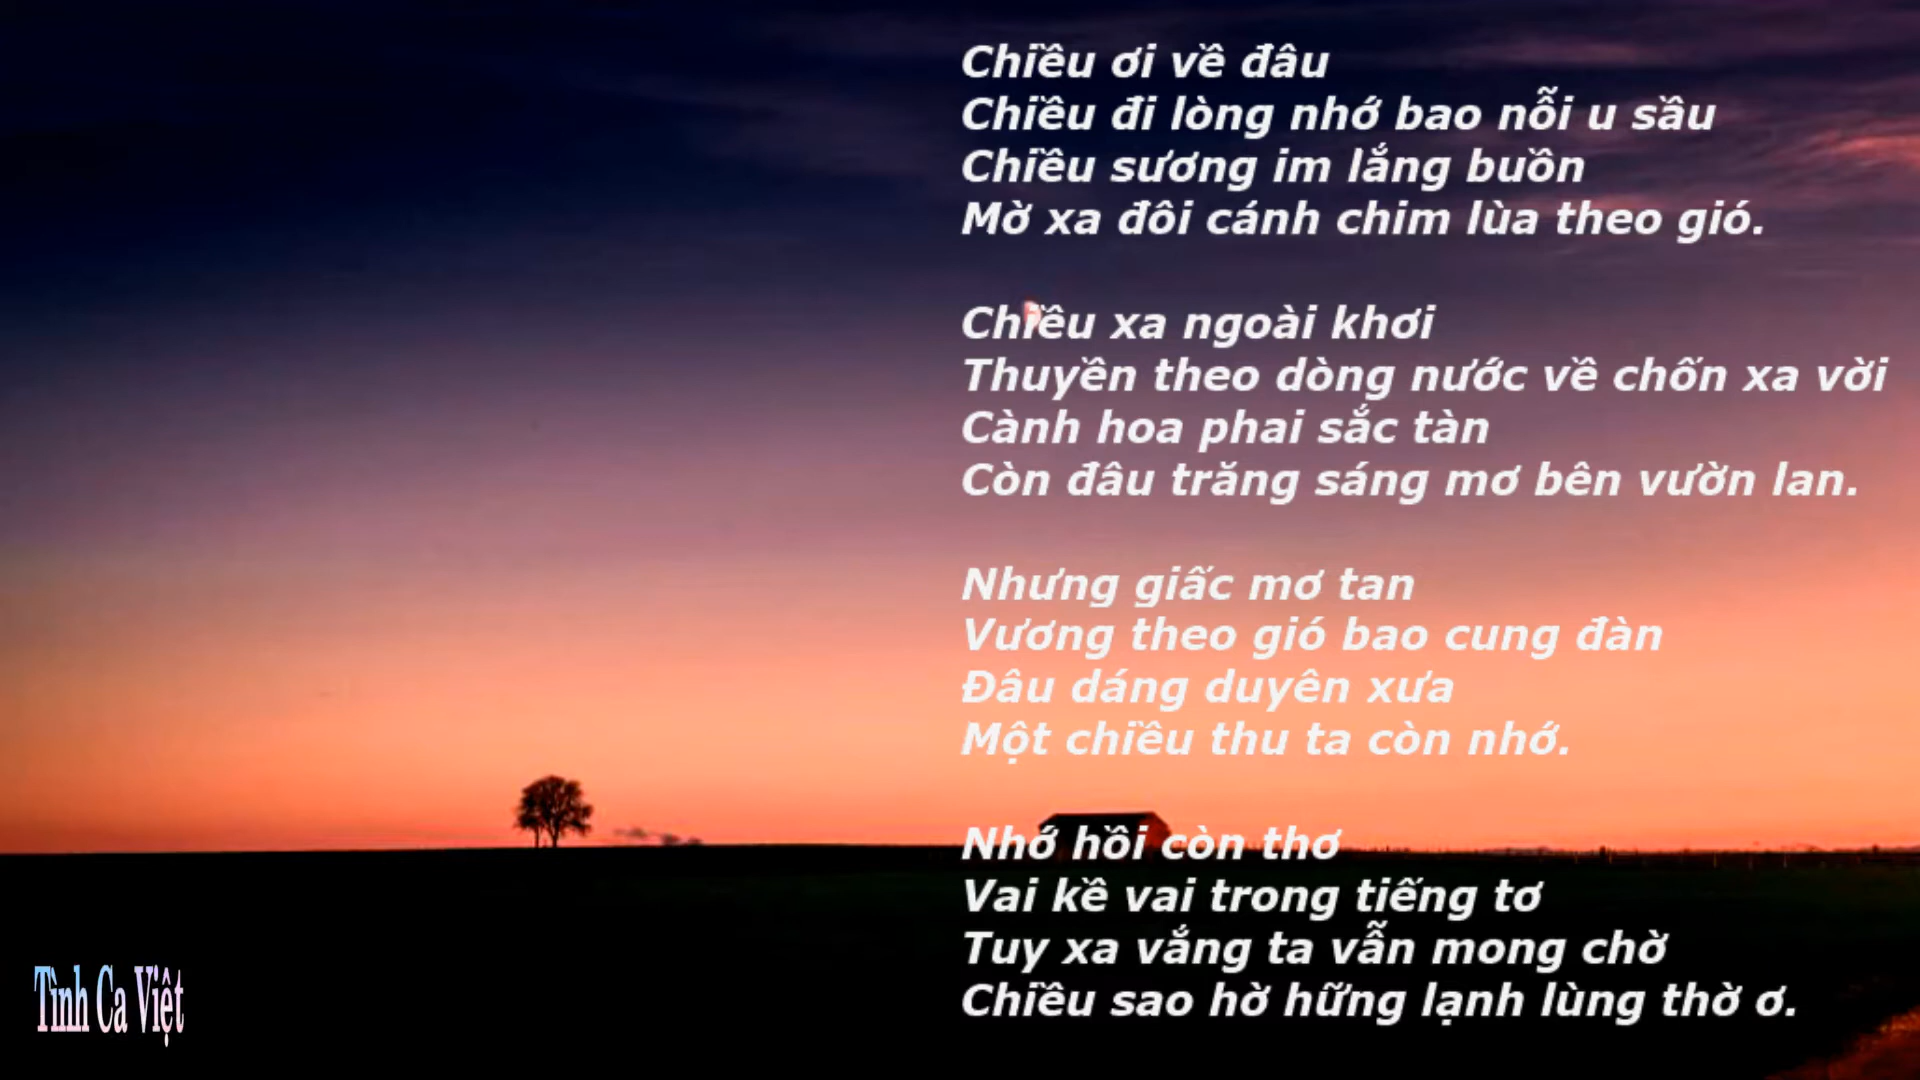 Chiều ơi về đâu
Chiều đi lòng nhớ bao nỗi u sầu
Chiều sương im lắng buồn
Mờ xa đôi cánh chim lùa theo gió.
Chiều xa ngoài khơi
Thuyền theo dòng nước về chốn xa vời
Cành hoa phai sắc tàn
Còn đâu trăng sáng mơ bên vườn lan.
Nhưng giấc mơ tan
Vương theo gió bao cung đàn
Đâu dáng duyên xưa
Một chiều thu ta còn nhớ.
Nhớ hồi còn thơ
Vai kề vai trong tiếng tơ
Tuy xa vắng ta vẫn mong chờ
Chiều sao hờ hững lạnh lùng thờ ơ.
Tình Ca Việt